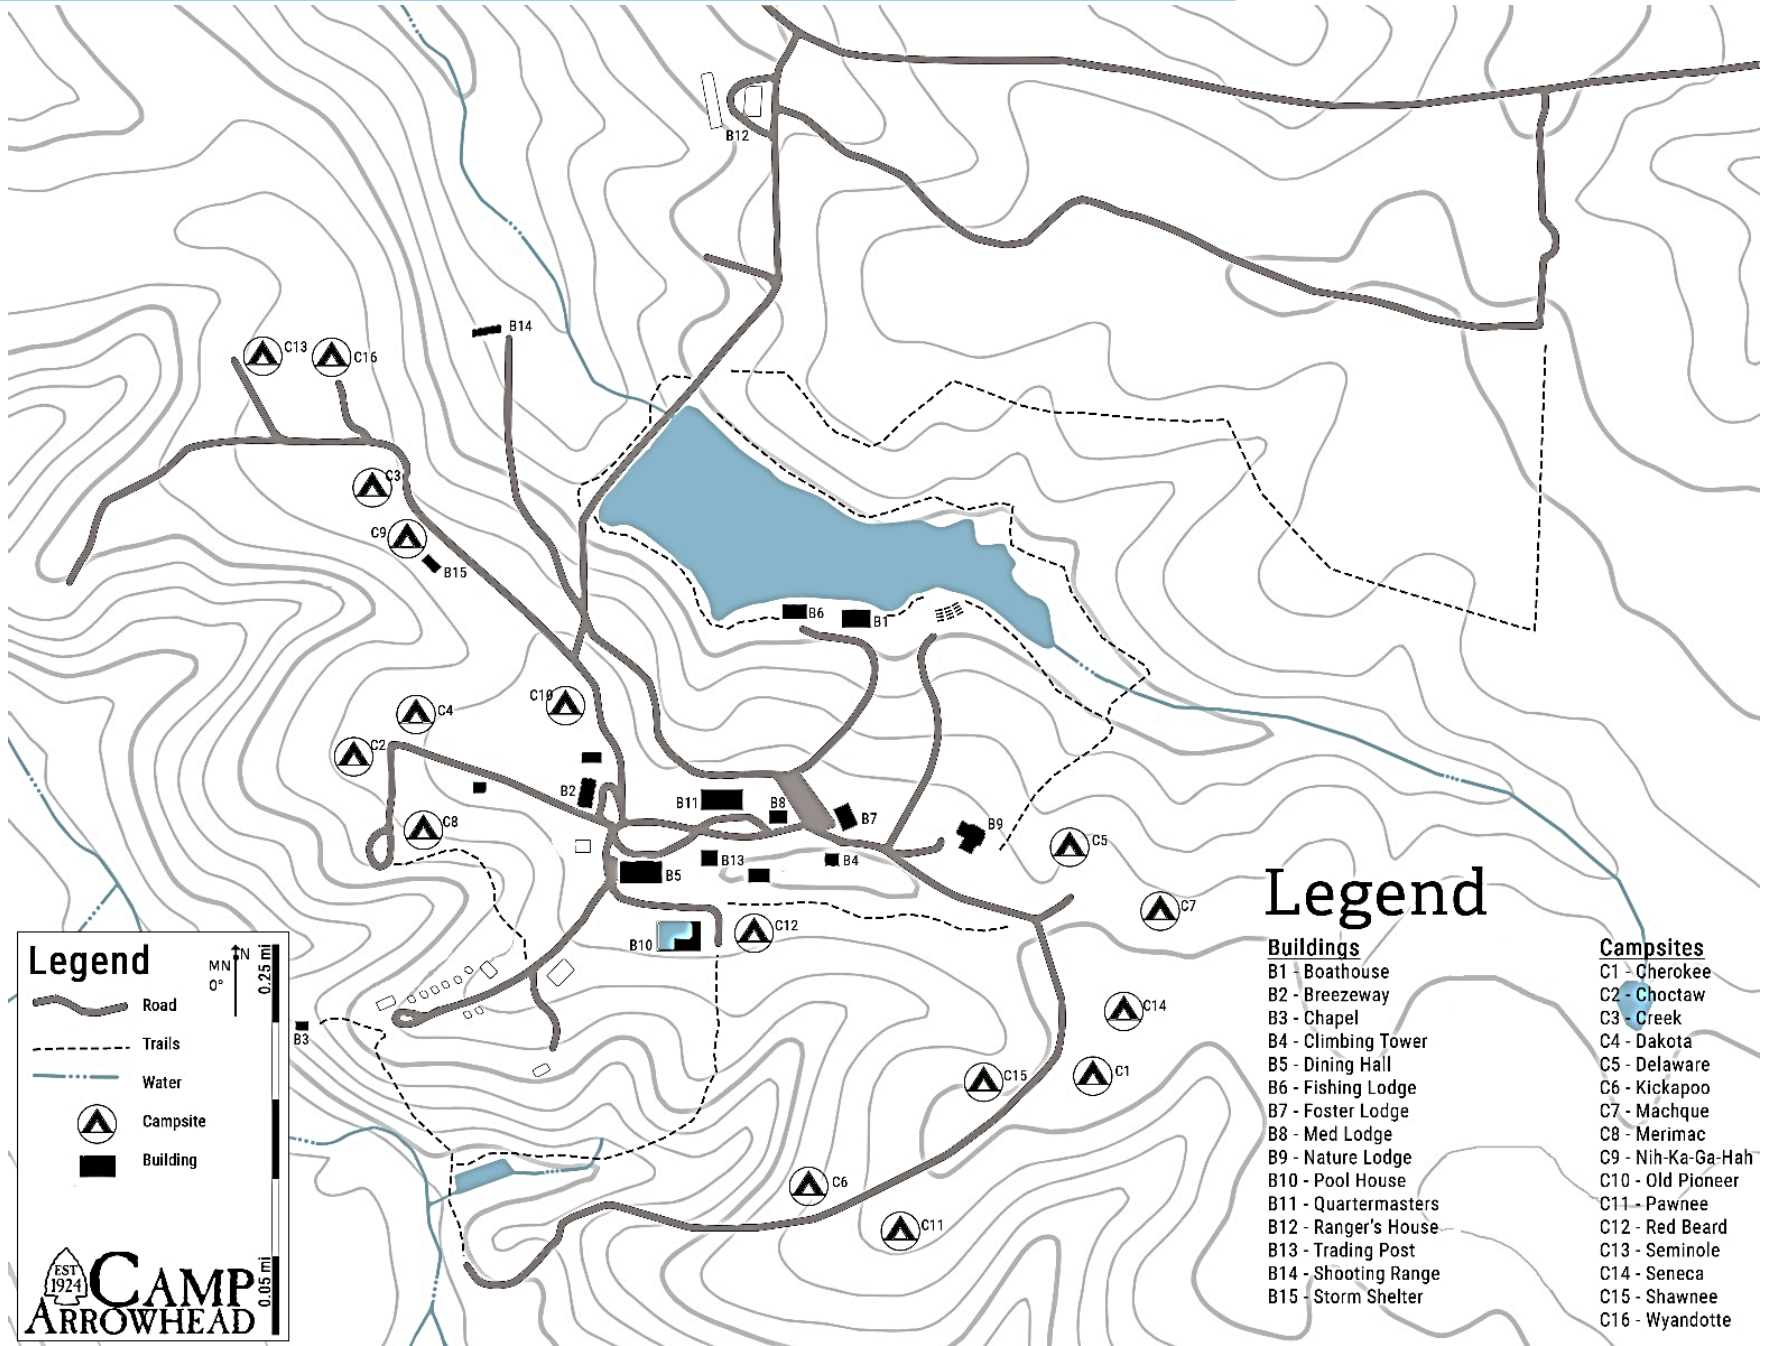 B12
B14
C13
C16
C3
C9
B15
B6
B1
C10
C4
C2
B2
B11
B8
B7
C8
B9
C5
B13
B4
B5
C7
C12
B10
C14
B3
C15
C1
C6
C11
Legend
MN
0°
N
0.25 mi
Road
Trails
Water
Campsite
Building
0.05 mi
EST
1924
CAMP
ARROWHEAD
Legend
Buildings
B1 - Boathouse
B2 - Breezeway
B3 - Chapel
B4 - Climbing Tower
B5 - Dining Hall
B6 - Fishing Lodge
B7 - Foster Lodge
B8 - Med Lodge
B9 - Nature Lodge
B10 - Pool House
B11 - Quartermasters
B12 - Ranger's House
B13 - Trading Post
B14 - Shooting Range
B15 - Storm Shelter
Campsites
C1 - Cherokee
C2 - Choctaw
C3 - Creek
C4 - Dakota
C5 - Delaware
C6 - Kickapoo
C7 - Machque
C8 - Merimac
C9 - Nih-Ka-Ga-Hah
C10 - Old Pioneer
C11 - Pawnee
C12 - Red Beard
C13 - Seminole
C14 - Seneca
C15 - Shawnee
C16 - Wyandotte